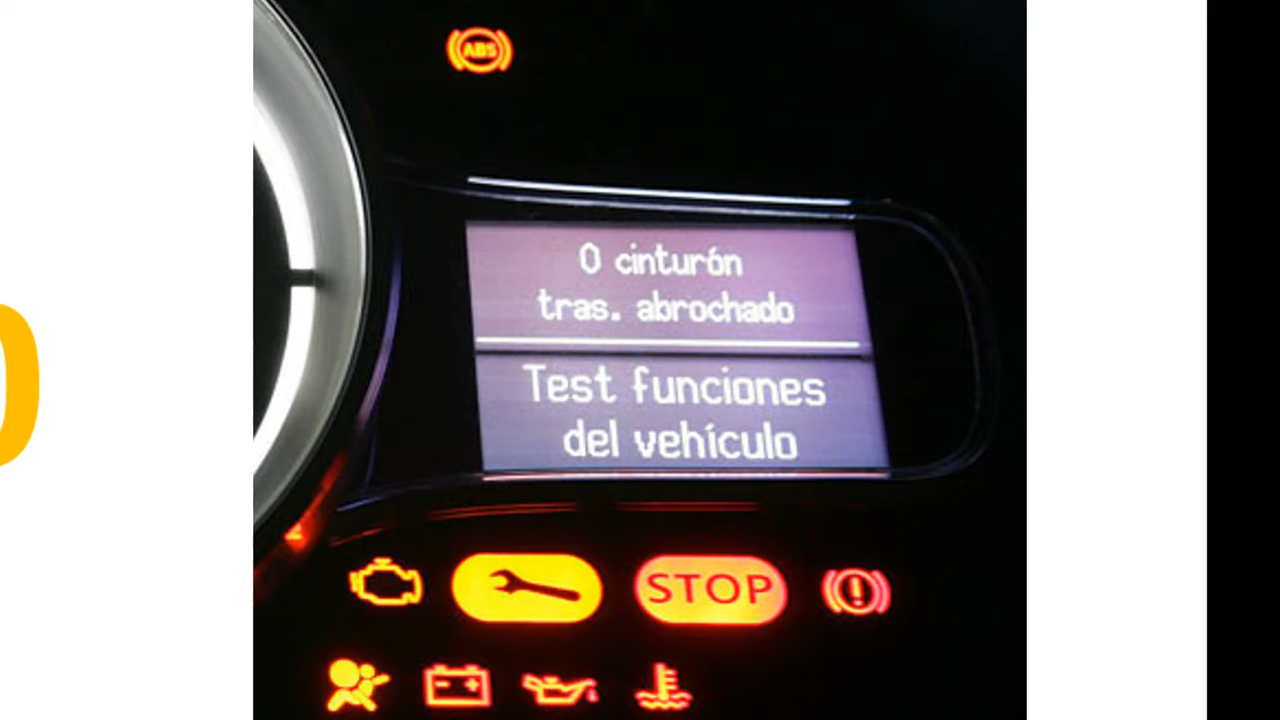 ABS
0 cinturón
tras. abrochado
Test funciones
del vehículo
STOP